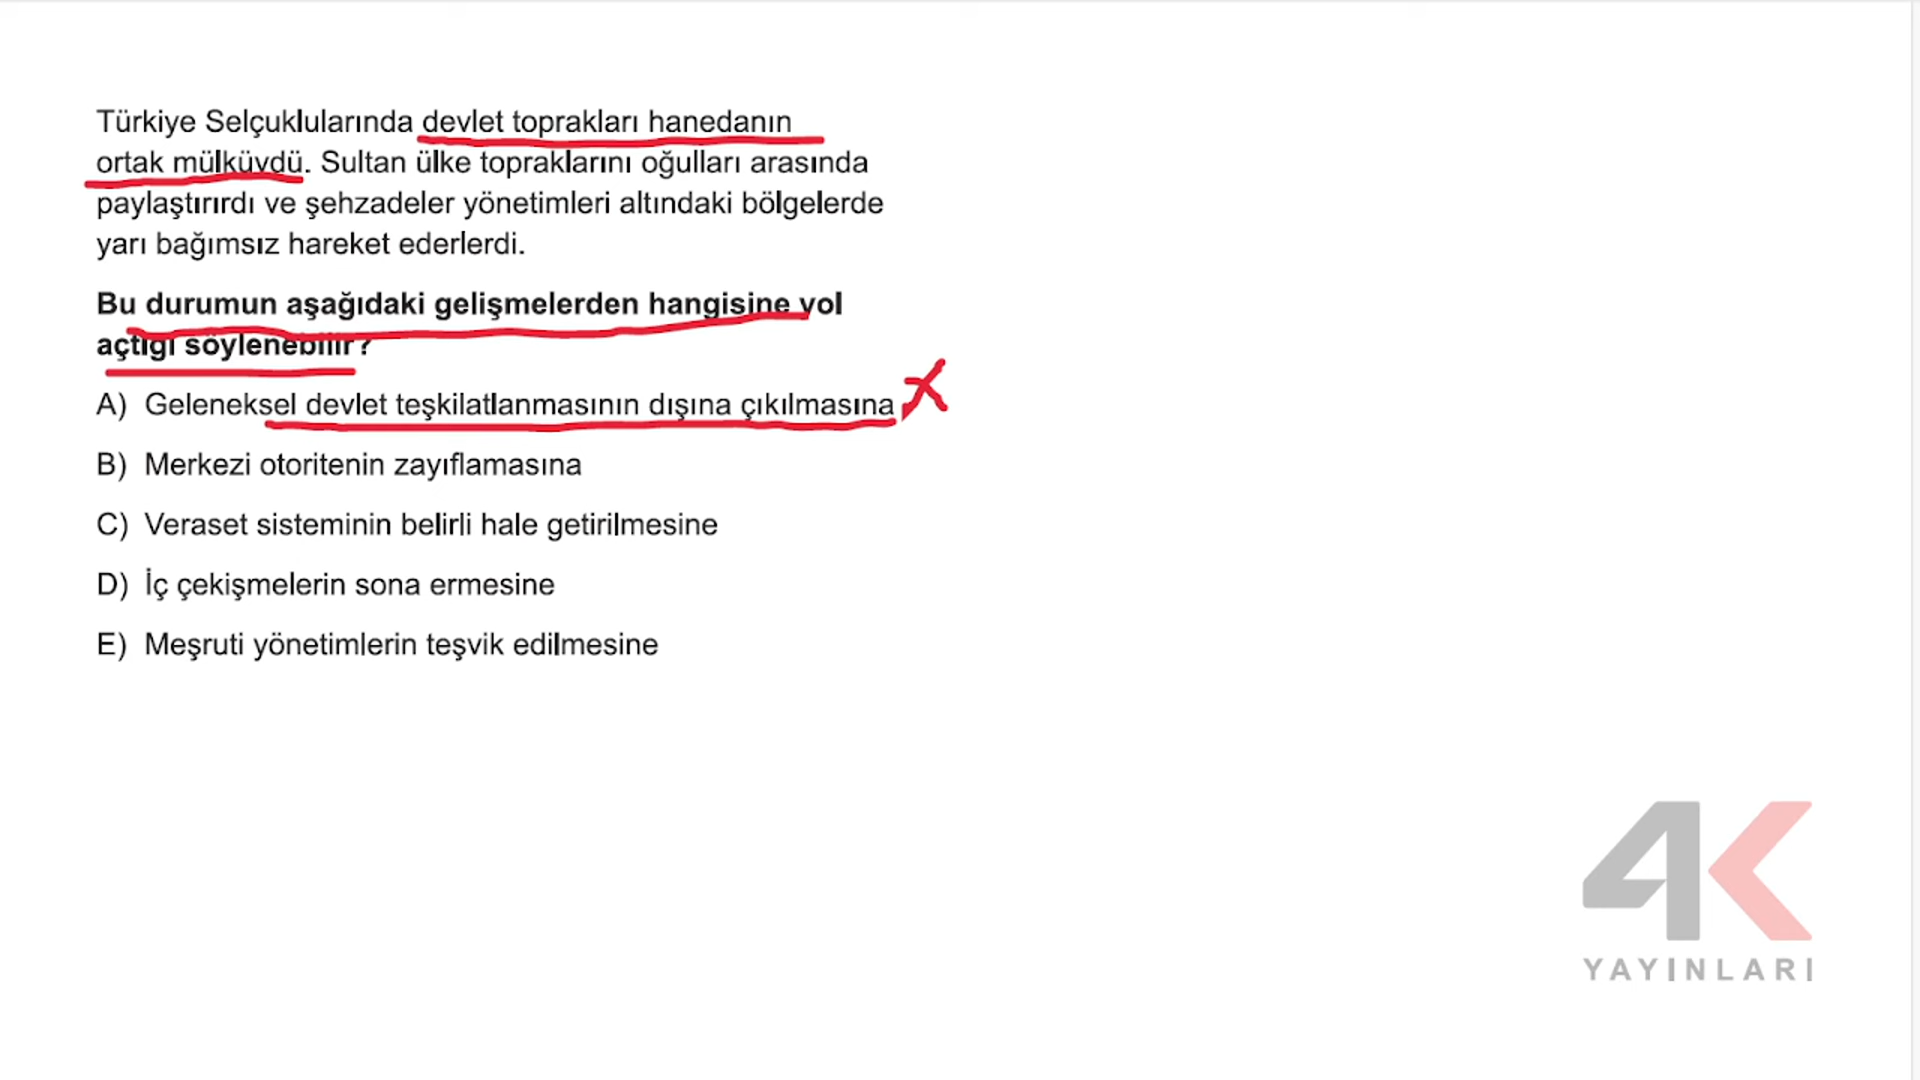 Türkiye Selçuklularında devlet toprakları hanedanın
ortak mülküydü. Sultan ülke topraklarını oğulları arasında
paylaştırırdı ve şehzadeler yönetimleri altındaki bölgelerde
yarı bağımsız hareket ederlerdi.
Bu durumun aşağıdaki gelişmelerden hangisine yol
açtığı söylenebilir?
A) Geleneksel devlet teşkilatlanmasının dışına çıkılmasına
B) Merkezi otoritenin zayıflamasına
C) Veraset sisteminin belirli hale getirilmesine
D) İç çekişmelerin sona ermesine
E) Meşruti yönetimlerin teşvik edilmesine
4K
YAYINLARI